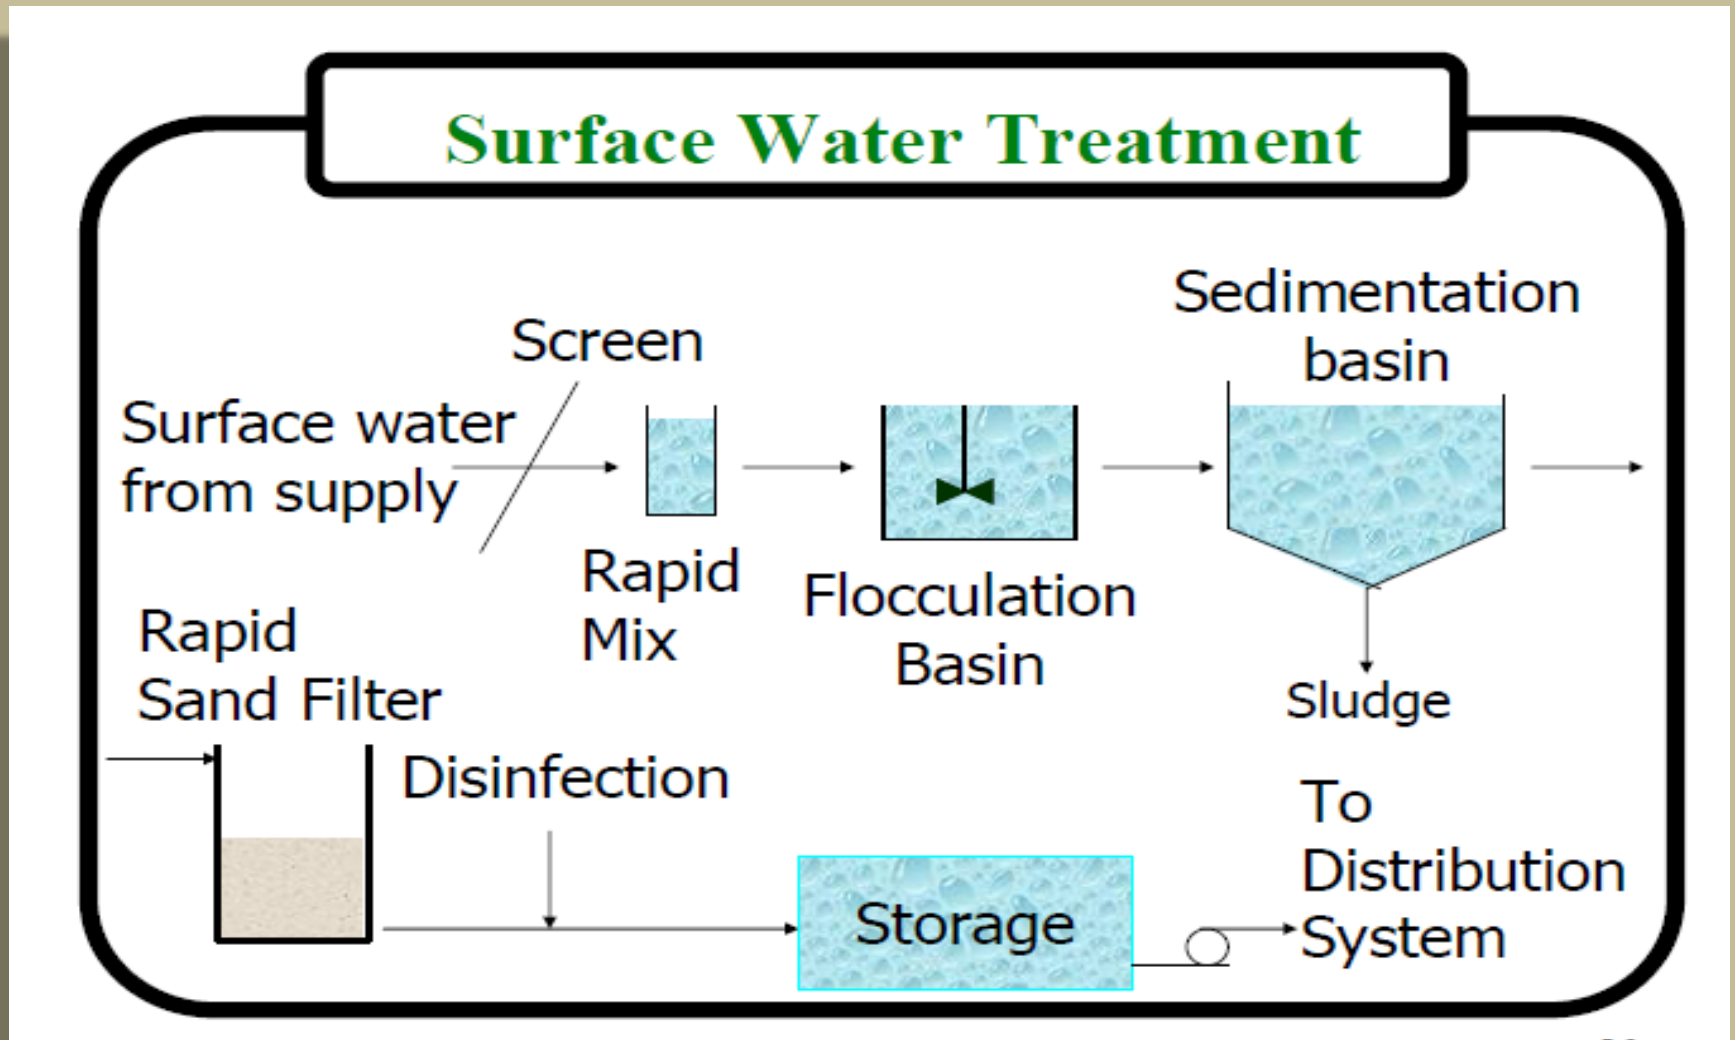 Surface Water Treatment
Screen
Surface water
from supply
Rapid
Mix
Flocculation
Basin
Sedimentation
basin
Sludge
Rapid
Sand Filter
Disinfection
Storage
To
Distribution
System